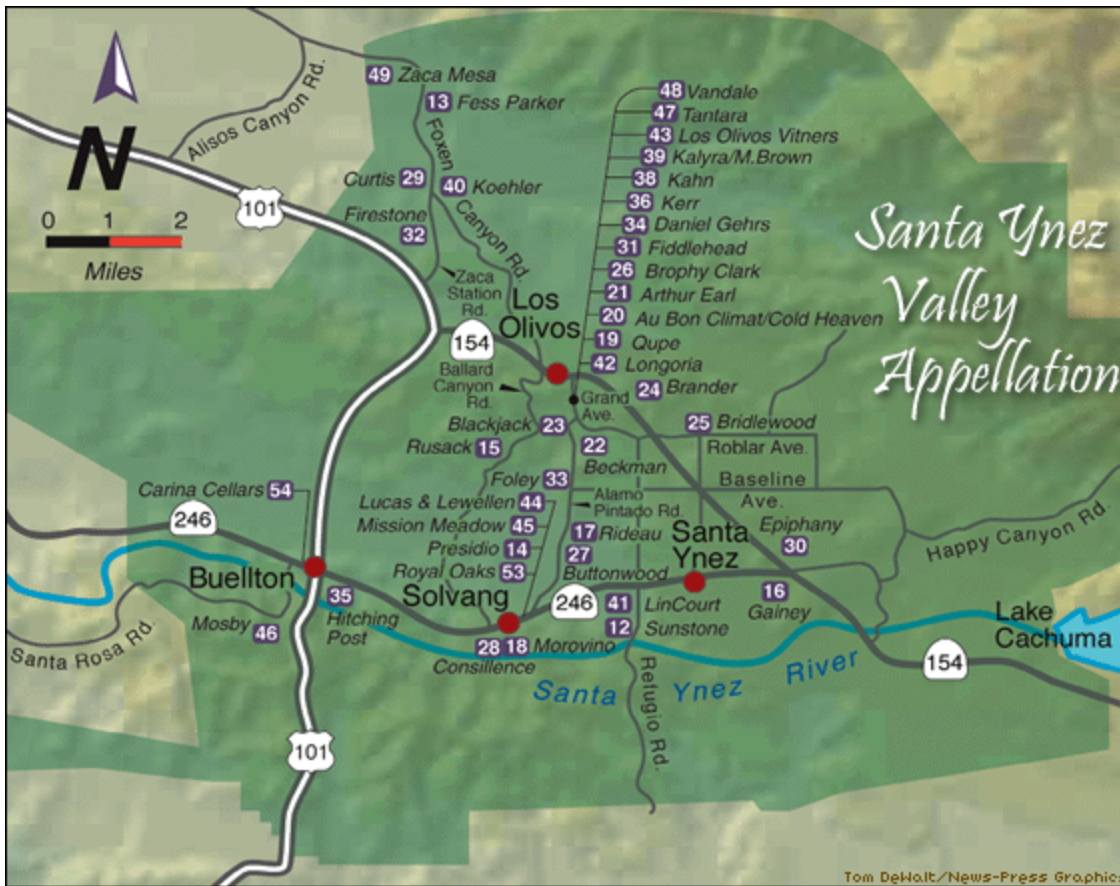 49 Zaca Mesa
13 Fess Parker
Alisos Canyon Rd.
Foxen
Canyon Rd.
N
0 1 2
Miles
101
Curtis 29
40 Koehler
Firestone
32
Zaca
Station
Rd.
48 Vandale
47 Tantara
43 Los Olivos Vitners
39 Kalyra/M.Brown
38 Kahn
36 Kerr
34 Daniel Gehrs
31 Fiddlehead
26 Brophy Clark
21 Arthur Earl
20 Au Bon Climat/Cold Heaven
19 Qupe
42 Longoria
24 Brander
Santa Ynez
Valley
Appellation
Los
Olivos
154
Ballard
Canyon
Rd.
Grand
Ave.
Blackjack 23
Rusack 15
22
Beckman
25 Bridlewood
Roblar Ave.
Baseline
Ave.
Foley 33
Alamo
Pintado Rd.
Carina Cellars 54
Lucas & Lewellen 44
Mission Meadow 45
Presidio 14
Royal Oaks 53
17 Rideau
27
Buttonwood
Santa
Ynez
Epiphany
30
Happy Canyon Rd.
246
Buellton
35
Hitching
Post
Solvang
246
41 LinCourt
12 Sunstone
16
Gainey
Mosby 46
Santa Rosa Rd.
28 18 Morovino
Consillence
Santa Ynez River
Refugio Rd.
Lake
Cachuma
154
101
Tom DeWalt/News-Press Graphic